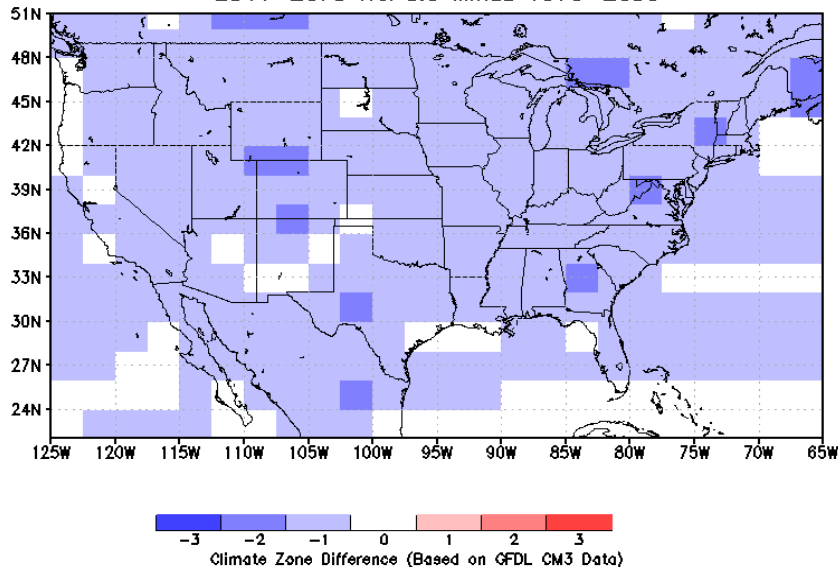 51N
48N
45N
42N
39N
36N
33N
30N
27N
24N
125W 120W 115W 110W 105W 100W 95W 90W 85W 80W 75W 70W 65W
-3 -2 -1 0 1 2 3
Climate Zone Difference (Based on GFDL CM3 Data)